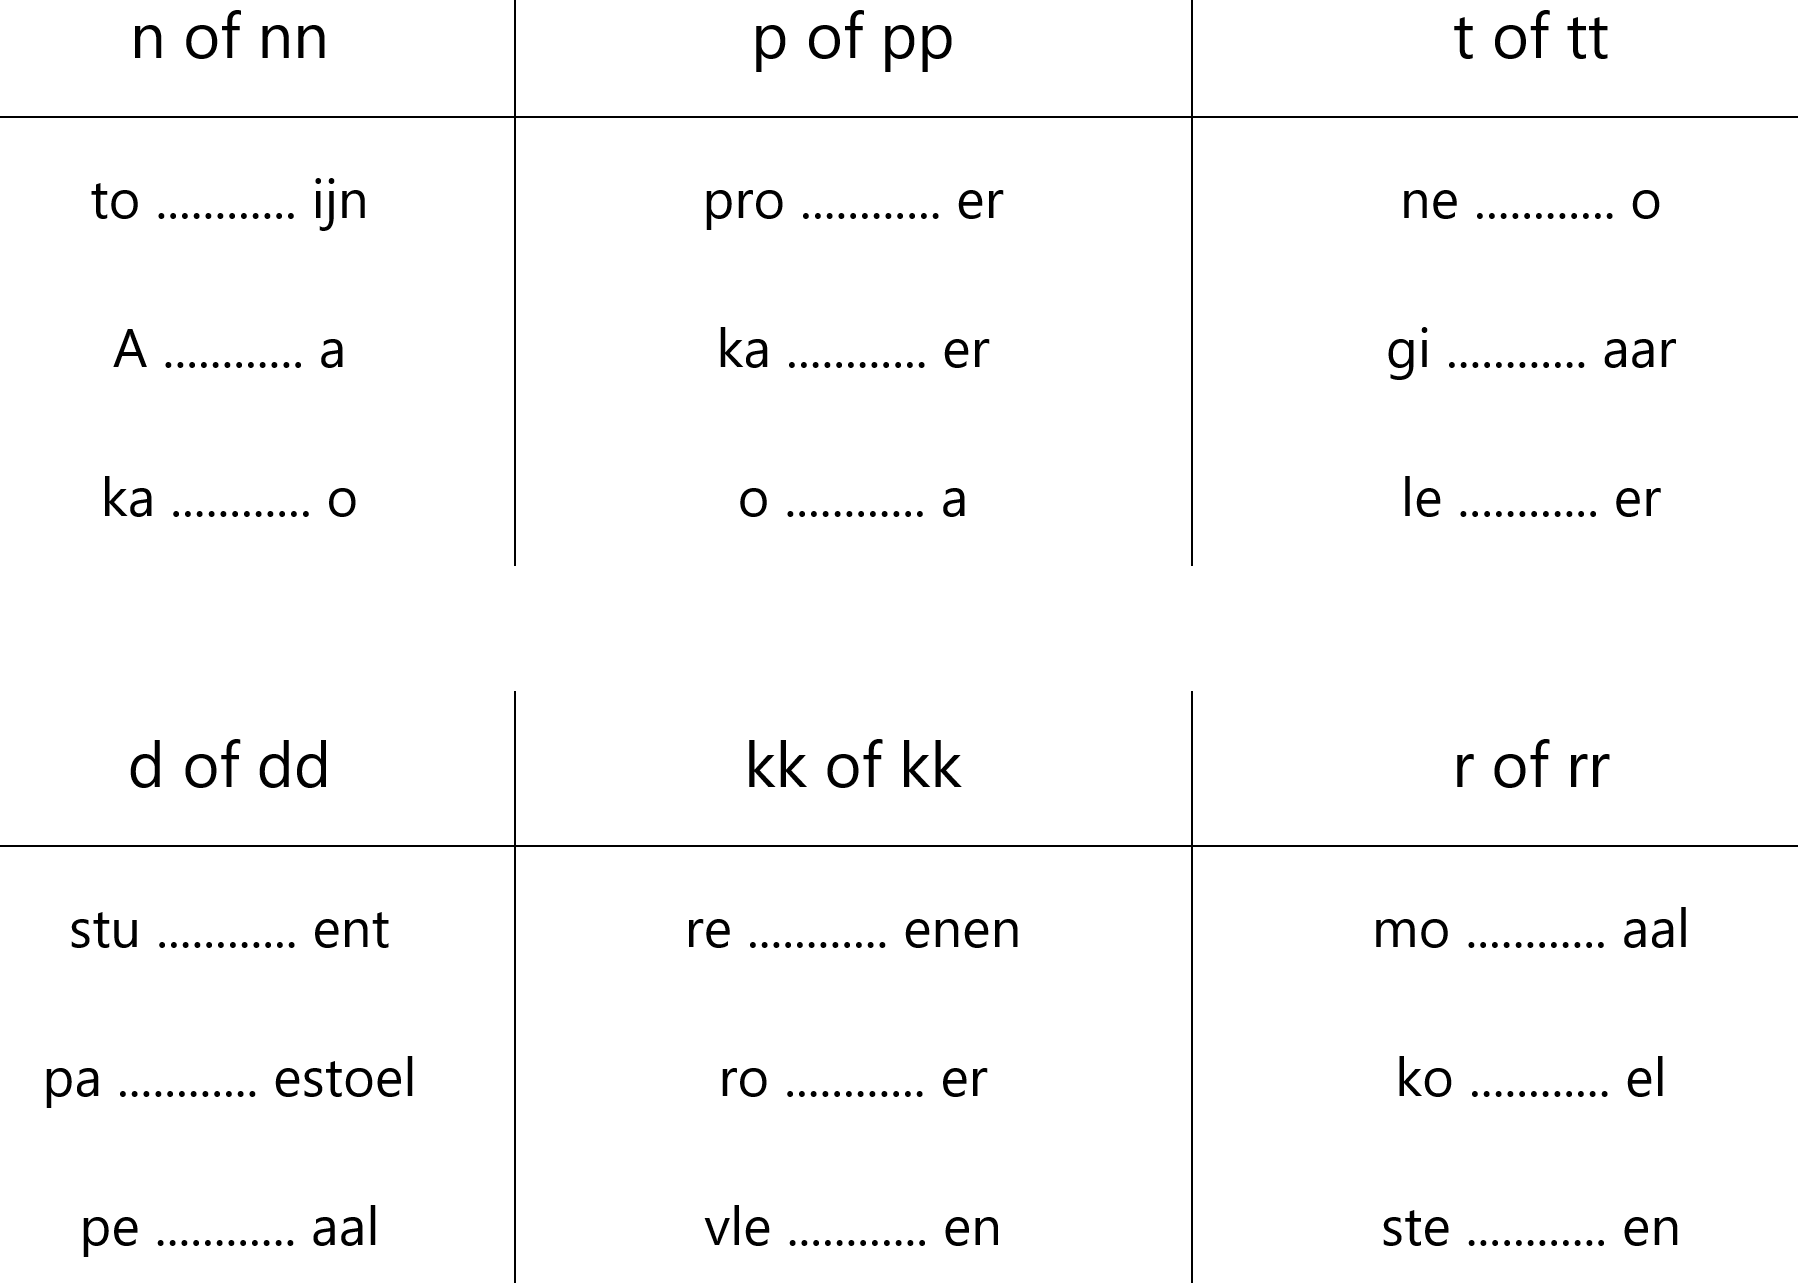 n of nn p of pp t of tt
to ............ ijn pro ............ er ne ............ o
A ............ a ka ............ er gi ............ aar
ka ............ o o ............ a le ............ er
d of dd kk of kk r of rr
stu ............ ent re ............ enen mo ............ aal
pa ............ estoel ro ............ er ko ............ el
pe ............ aal vle ............ en ste ............ en